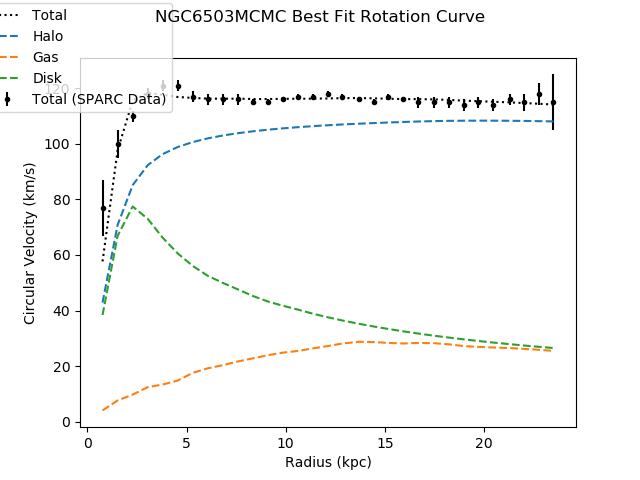 NGC6503MCMC Best Fit Rotation Curve
Total
Halo
Gas
Disk
Total (SPARC Data)
Circular Velocity (km/s)
120
100
80
60
40
20
0
0 5 10 15 20
Radius (kpc)